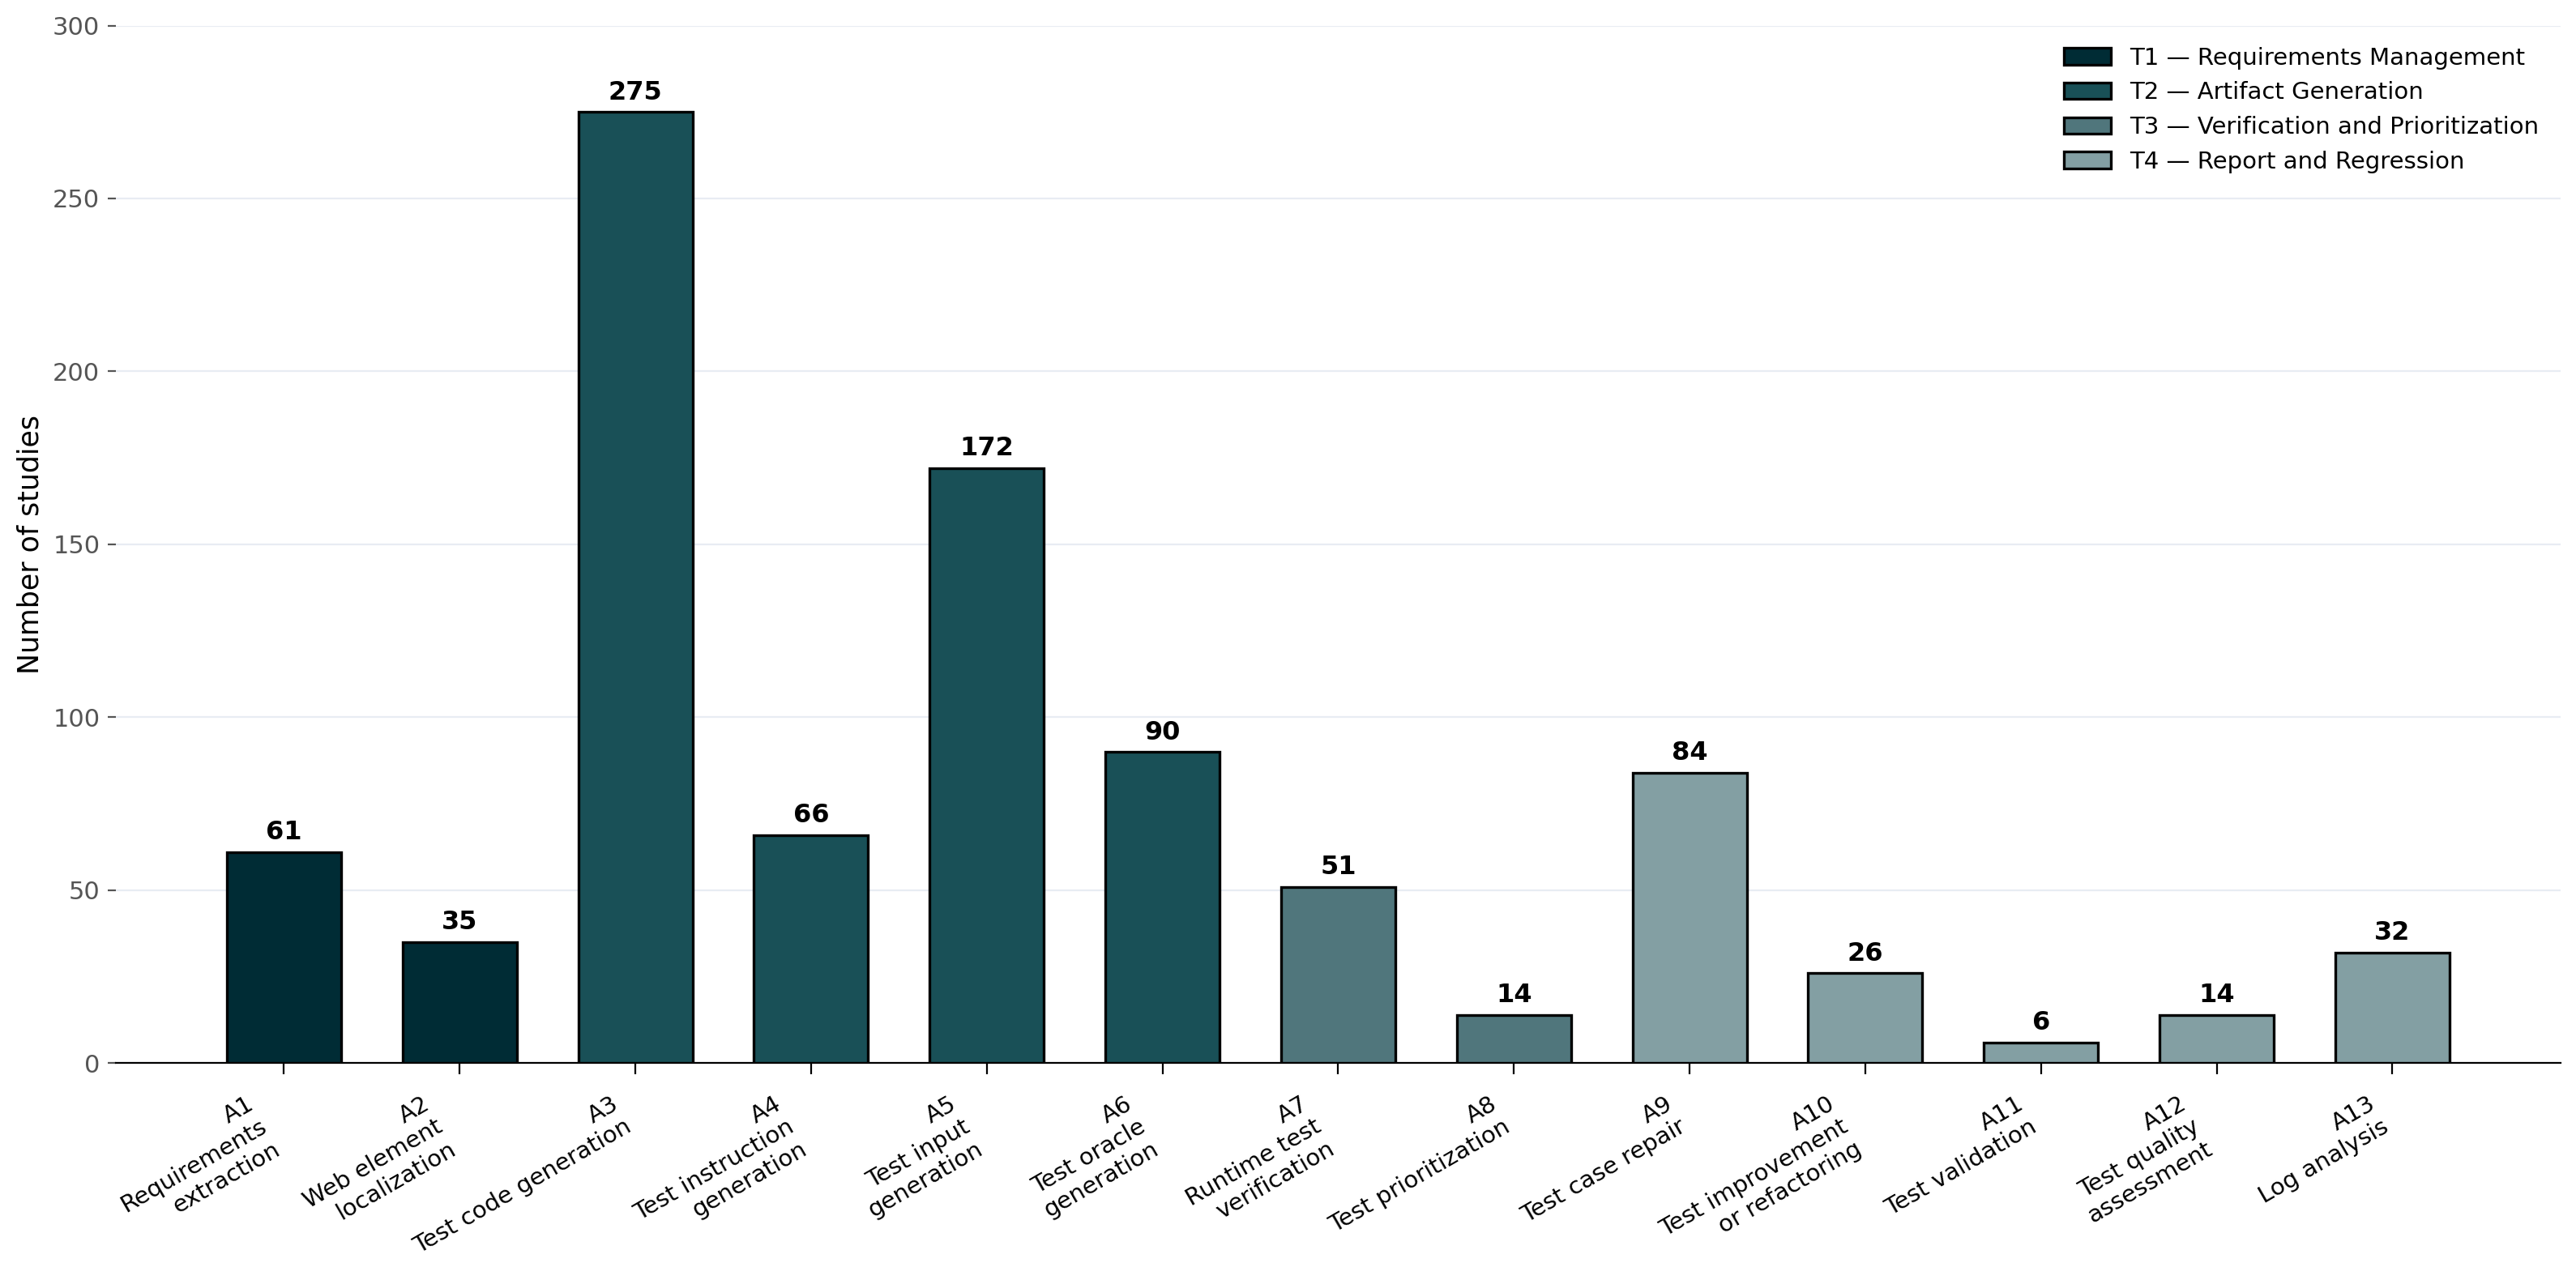 300
250
200
150
100
50
0
Number of studies
T1 — Requirements Management
T2 — Artifact Generation
T3 — Verification and Prioritization
T4 — Report and Regression
61
35
275
66
172
90
51
14
84
26
6
14
32
A1
Requirements
extraction
A2
Web element
localization
A3
Test code generation
A4
Test instruction
generation
A5
Test input
generation
A6
Test oracle
generation
A7
Runtime test
verification
A8
Test prioritization
A9
Test case repair
A10
Test improvement
or refactoring
A11
Test validation
A12
Test quality
assessment
A13
Log analysis